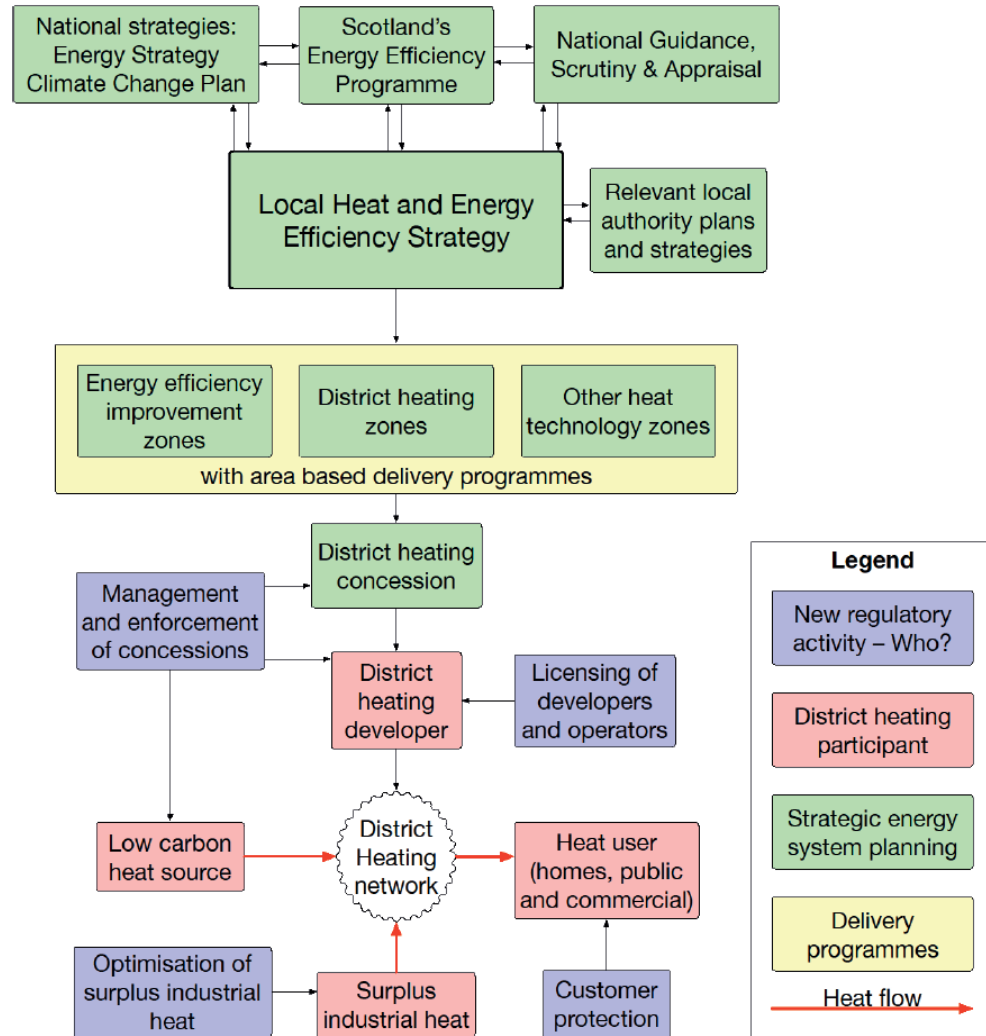 National strategies:
Energy Strategy
Climate Change Plan
Scotland's
Energy Efficiency
Programme
National Guidance,
Scrutiny & Appraisal
Local Heat and Energy
Efficiency Strategy
Relevant local
authority plans
and strategies
Energy efficiency
improvement
zones
District heating
zones
Other heat
technology zones
with area based delivery programmes
District heating
concession
Management
and enforcement
of concessions
District
heating
developer
Licensing of
developers
and operators
Low carbon
heat source
District
Heating
network
Heat user
(homes, public
and commercial)
Optimisation of
surplus industrial
heat
Surplus
industrial heat
Customer
protection
Legend
New regulatory
activity – Who?
District heating
participant
Strategic energy
system planning
Delivery
programmes
Heat flow